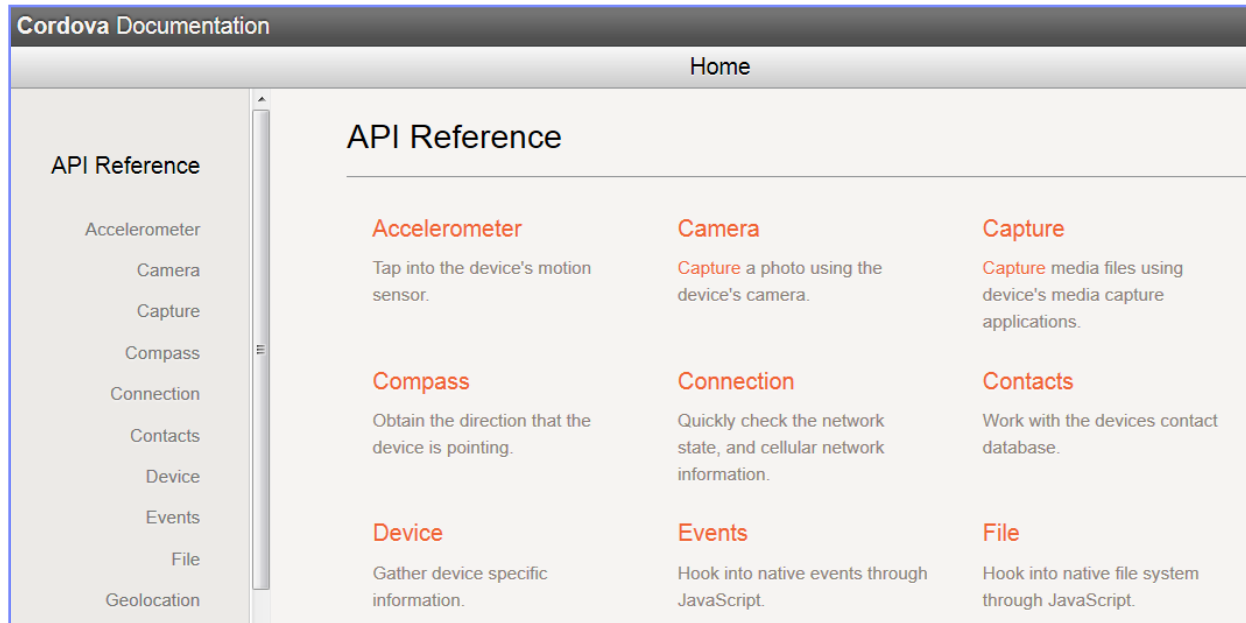 Cordova Documentation
Home
API Reference
Accelerometer
Camera
Capture
Compass
Connection
Contacts
Device
Events
File
Geolocation
API Reference
Accelerometer
Tap into the device's motion
sensor.
Camera
Capture a photo using the
device's camera.
Capture
Capture media files using
device's media capture
applications.
Compass
Obtain the direction that the
device is pointing.
Connection
Quickly check the network
state, and cellular network
information.
Contacts
Work with the devices contact
database.
Device
Gather device specific
information.
Events
Hook into native events through
JavaScript.
File
Hook into native file system
through JavaScript.